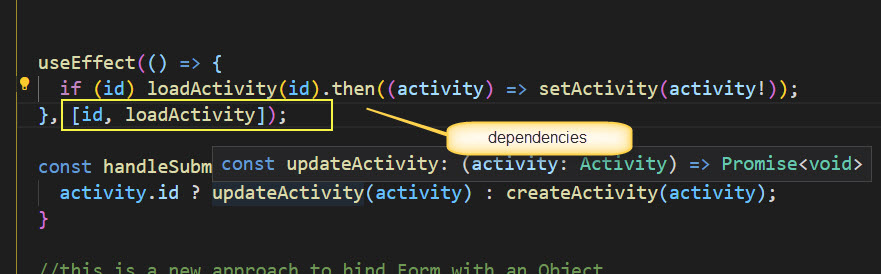 useEffect(() => {
if (id) loadActivity(id).then((activity) => setActivity(activity!));
}, [id, loadActivity]);
dependencies
const updateActivity: (activity: Activity) => Promise<void>
const handleSubm
activity.id ? updateActivity(activity) : createActivity(activity);
}
//this is a new approach to bind Form with an Object